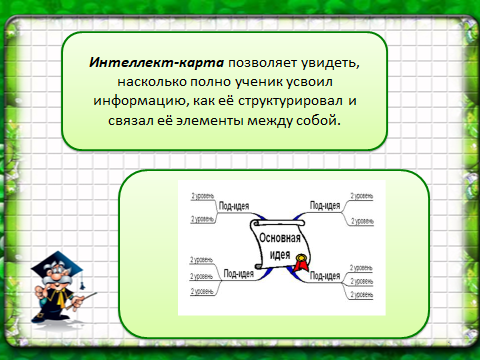 Интеллект-карта позволяет увидеть,
насколько полно ученик усвоил
информацию, как её структурировал и
связал её элементы между собой.
2 уровень
Под-идея
2 уровень
2 уровень
Под-идея
2 уровень
Основная
идея
2 уровень
Под-идея
2 уровень
2 уровень
2 уровень
Под-идея
2 уровень
2 уровень